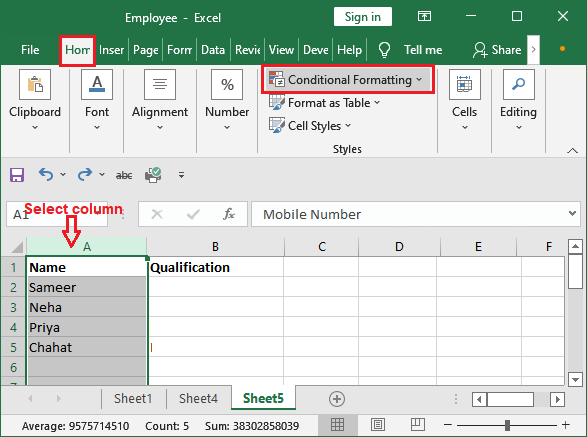 Employee - Excel Sign in
File Hom Inser Page Form Data Rev View Deve Help Tell me Share
Conditional Formatting
Format as Table
Cell Styles
Clipboard Font Alignment Number Cells Editing
Styles
abc
Select column
A1 Mobile Number
A B C D E F
1 Name Qualification
2 Sameer
3 Neha
4 Priya
5 Chahat
6
Sheet1 Sheet4 Sheet5
Average: 9575714510 Count: 5 Sum: 38302858039